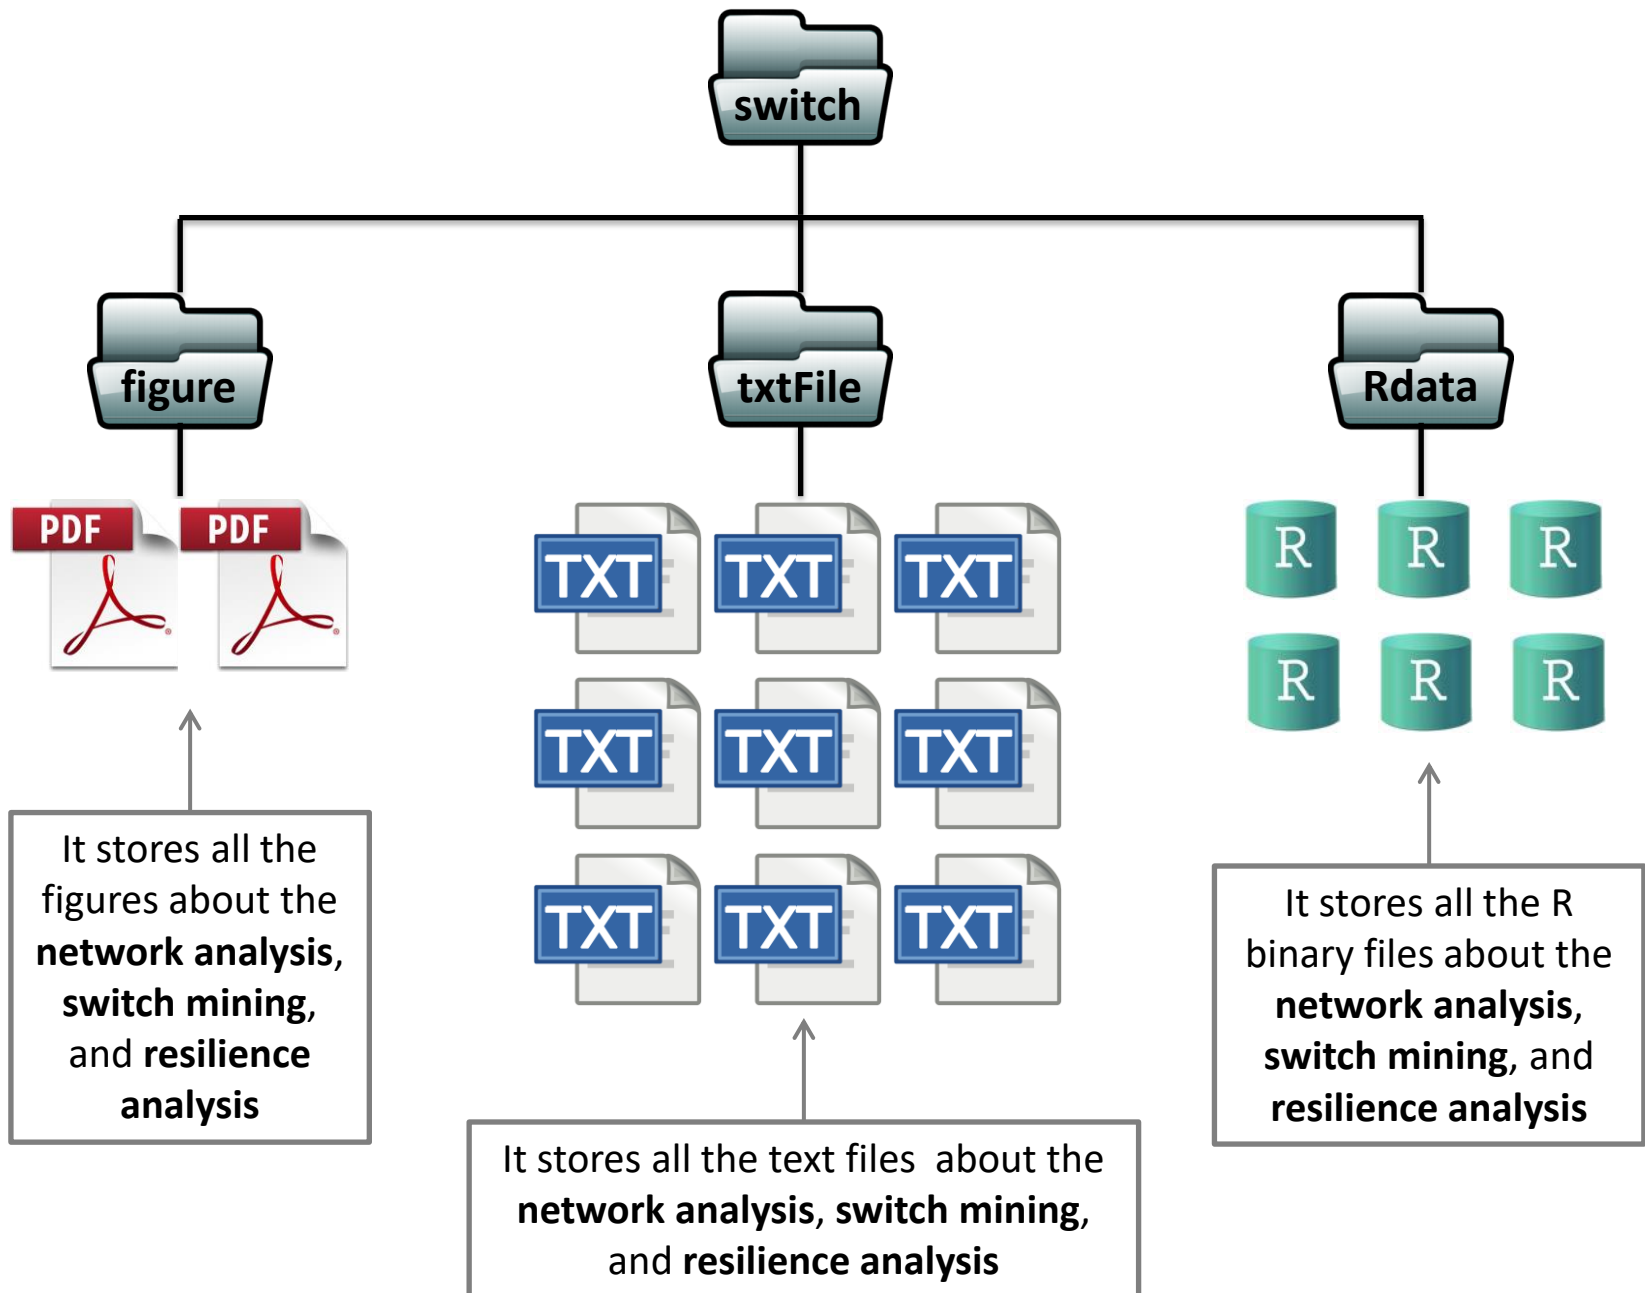 switch
figure
txtFile
Rdata
PDF
PDF
TXT
TXT
TXT
R
R
R
R
R
R
TXT
TXT
TXT
TXT
TXT
TXT
It stores all the
figures about the
network analysis,
switch mining,
and resilience
analysis
It stores all the text files  about the
network analysis, switch mining,
and resilience analysis
It stores all the R
binary files about the
network analysis,
switch mining, and
resilience analysis